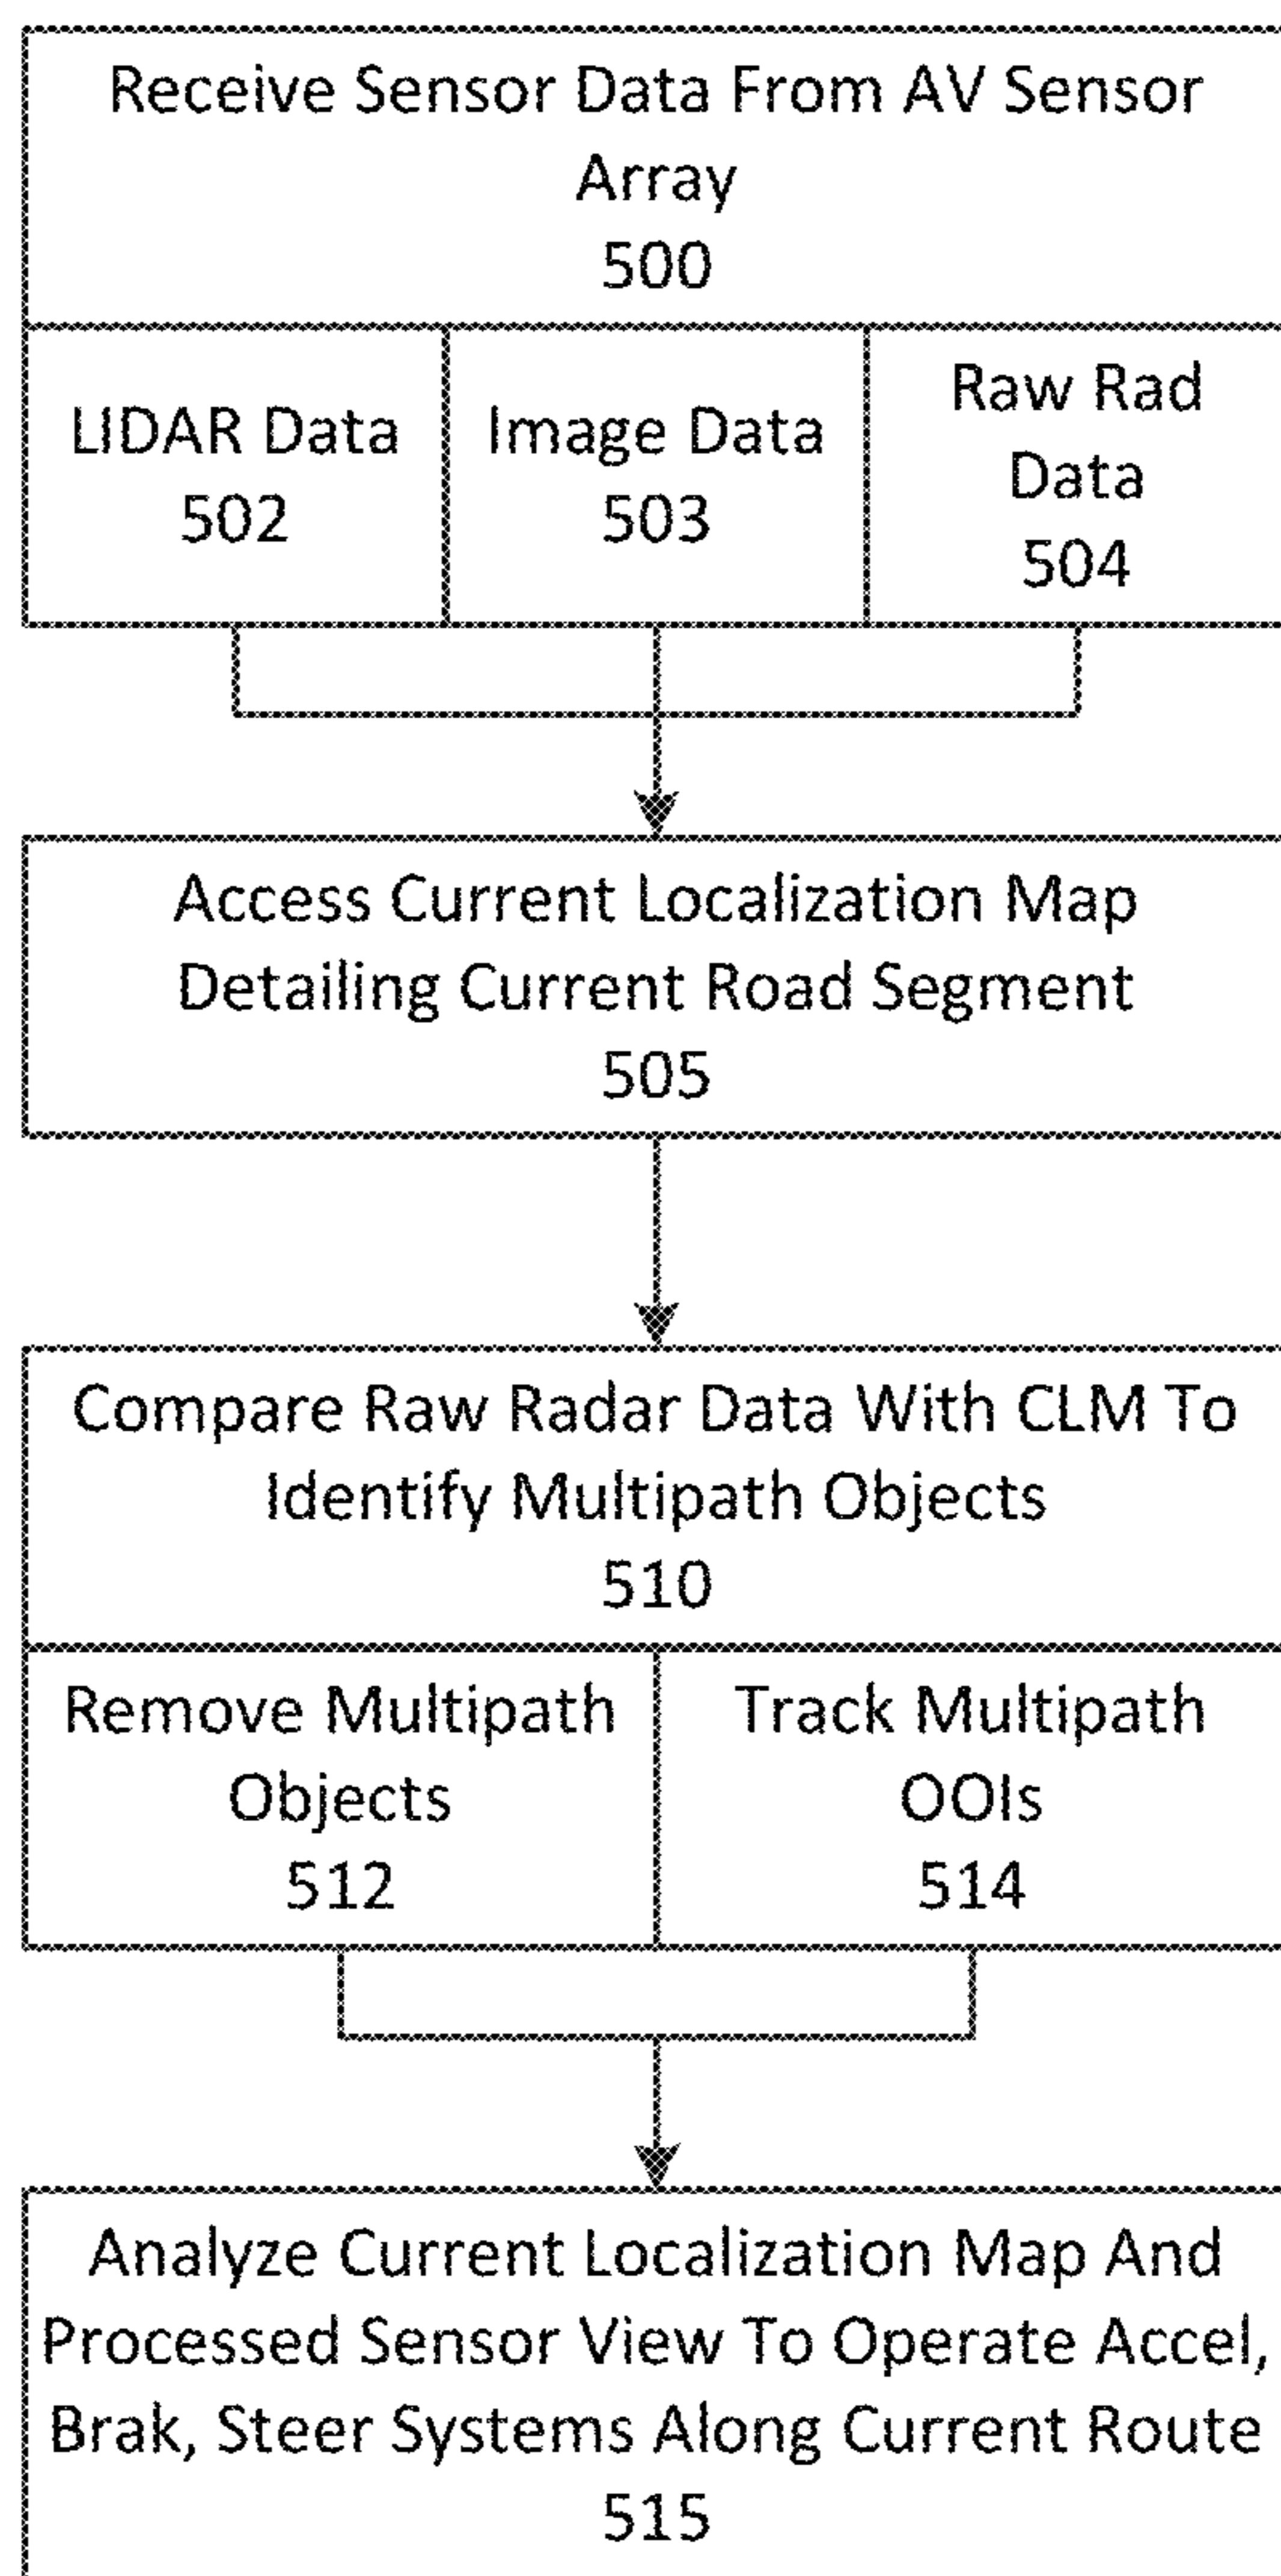 Receive Sensor Data From AV Sensor
Array
500
LIDAR Data
502
Image Data
503
Raw Rad
Data
504
Access Current Localization Map
Detailing Current Road Segment
505
Compare Raw Radar Data With CLM To
Identify Multipath Objects
510
Remove Multipath
Objects
512
Track Multipath
OOIs
514
Analyze Current Localization Map And
Processed Sensor View To Operate Accel,
Brak, Steer Systems Along Current Route
515